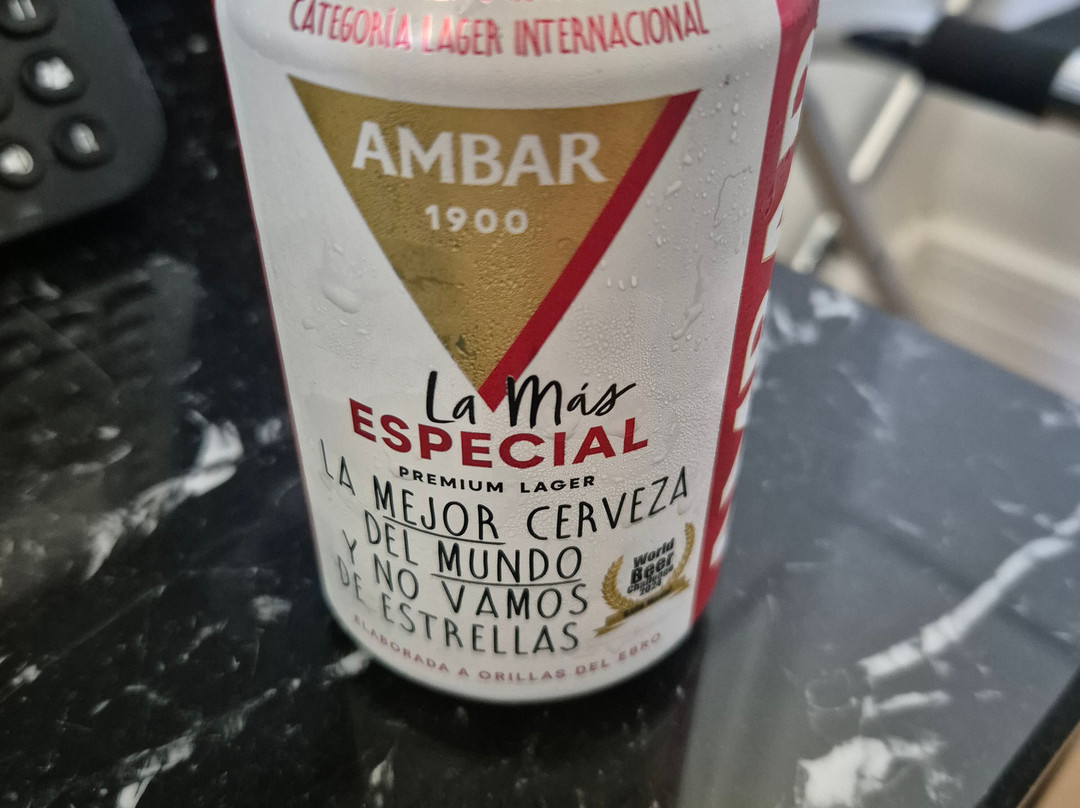 CATEGORÍA LAGER INTERNACIONAL
AMBAR
1900
La Más
ESPECIAL
PREMIUM LAGER
LA MEJOR CERVEZA
DEL MUNDO
Y NO VAMOS
DE ESTRELLAS
World
Beer
2024
ELABORADA A ORILLAS DEL EBRO